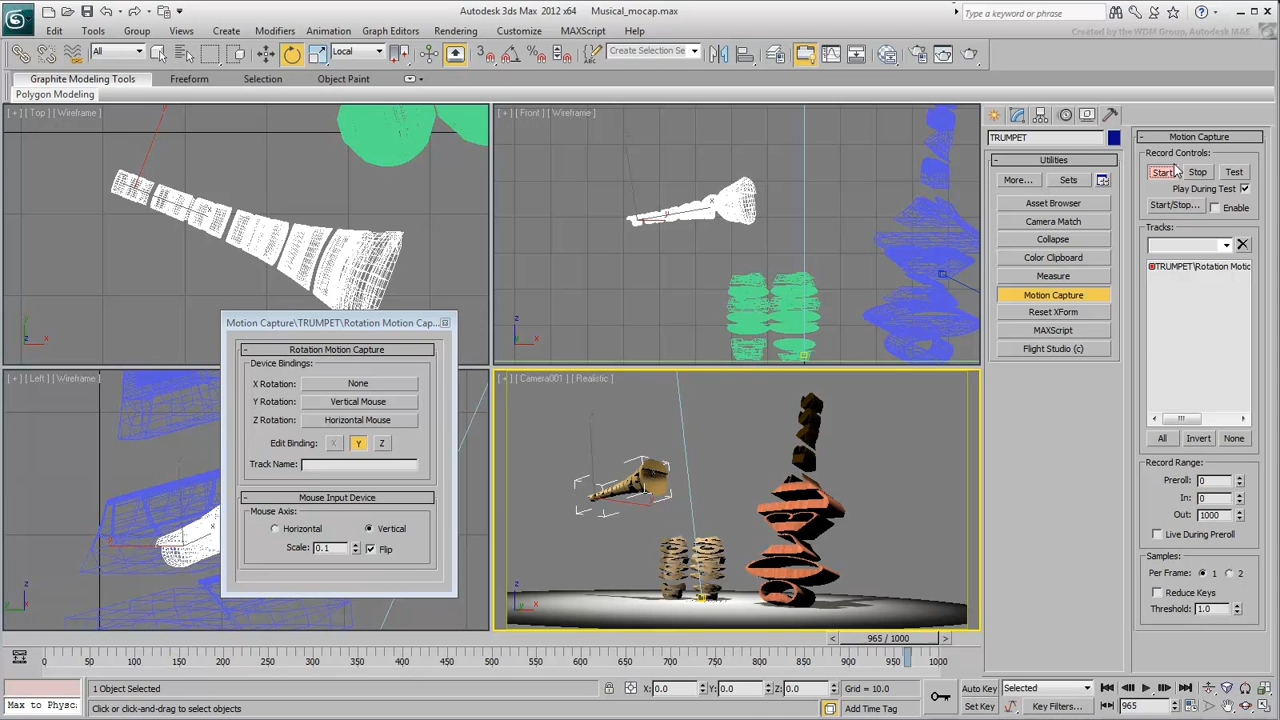 Autodesk 3ds Max 2012 x64 Musical_mocap.max
Type a keyword or phrase
Edit Tools Group Views Create Modifiers Animation Graph Editors Rendering Customize MAXScript Help
Created by the WDM Group, Autodesk M&E
All
Local
Create Selection Se
Graphite Modeling Tools Freeform Selection Object Paint
Polygon Modeling
[ + ] [ Top ] [ Wireframe ]
[ + ] [ Front ] [ Wireframe ]
TRUMPET
Utilities
More... Sets
Asset Browser
Camera Match
Collapse
Color Clipboard
Measure
Motion Capture
Reset XForm
MAXScript
Flight Studio (c)
Motion Capture
Record Controls:
Start Stop Test
Play During Test
Start/Stop... Enable
Tracks:
TRUMPET\Rotation Motic
All Invert None
Record Range:
Preroll: 0
In: 0
Out: 1000
Live During Preroll
Samples:
Per Frame: 1 2
Reduce Keys
Threshold: 1.0
Motion Capture\TRUMPET\Rotation Motion Cap...
Rotation Motion Capture
Device Bindings:
X Rotation: None
Y Rotation: Vertical Mouse
Z Rotation: Horizontal Mouse
Edit Binding: X Y Z
Track Name:
Mouse Input Device
Mouse Axis:
Horizontal Vertical
Scale: 0.1 Flip
[ + ] [ Left ] [ Wireframe ]
[ + ] [ Camera001 ] [ Realistic ]
965 / 1000
0 50 100 150 200 250 300 350 400 450 500 550 600 650 700 750 800 850 900 950 1000
1 Object Selected
X: 0.0 Y: 0.0 Z: 0.0 Grid = 10.0
Auto Key Selected
Max to Physc
Click or click-and-drag to select objects
Add Time Tag
Set Key Key Filters... 965